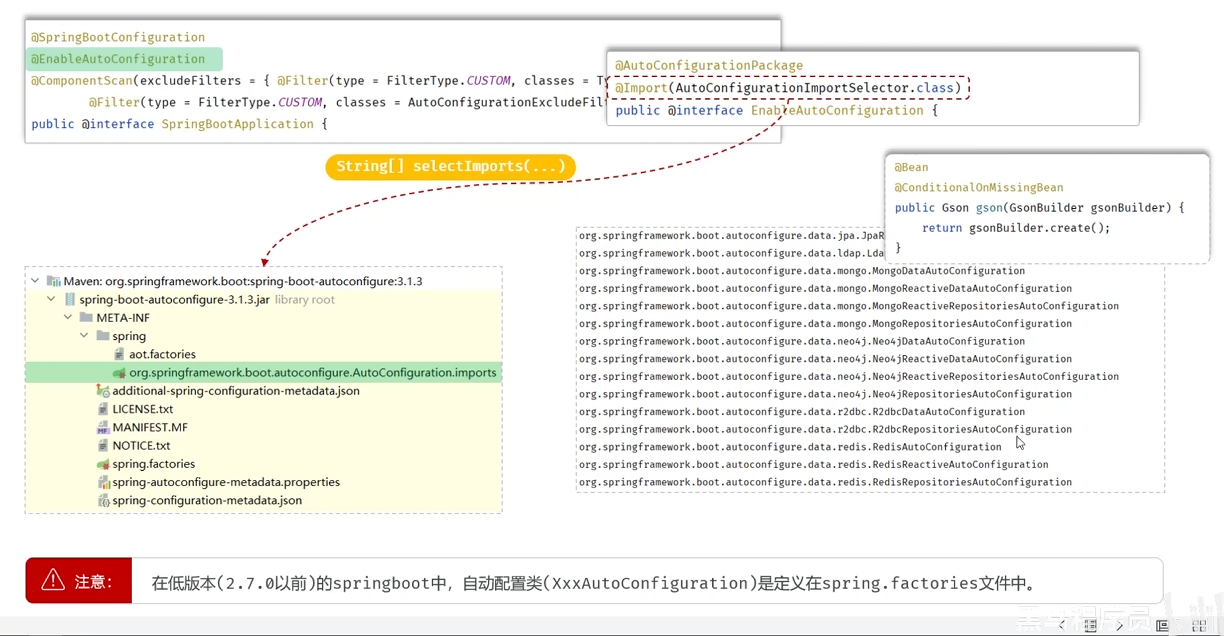 @SpringBootConfiguration
@EnableAutoConfiguration
@ComponentScan(excludeFilters = { @Filter(type = FilterType.CUSTOM, classes = T
@Filter(type = FilterType.CUSTOM, classes = AutoConfigurationExcludeFil
public @interface SpringBootApplication {
@AutoConfigurationPackage
@Import(AutoConfigurationImportSelector.class)
public @interface EnableAutoConfiguration {
String[] selectImports(...)
@Bean
@ConditionalOnMissingBean
public Gson gson(GsonBuilder gsonBuilder) {
return gsonBuilder.create();
}
Maven: org.springframework.boot:spring-boot-autoconfigure:3.1.3
spring-boot-autoconfigure-3.1.3.jar library root
META-INF
spring
aot.factories
org.springframework.boot.autoconfigure.AutoConfiguration.imports
additional-spring-configuration-metadata.json
LICENSE.txt
MANIFEST.MF
NOTICE.txt
spring.factories
spring-autoconfigure-metadata.properties
spring-configuration-metadata.json
org.springframework.boot.autoconfigure.data.jpa.JpaR
org.springframework.boot.autoconfigure.data.ldap.Lda
org.springframework.boot.autoconfigure.data.mongo.MongoDataAutoConfiguration
org.springframework.boot.autoconfigure.data.mongo.MongoReactiveDataAutoConfiguration
org.springframework.boot.autoconfigure.data.mongo.MongoReactiveRepositoriesAutoConfiguration
org.springframework.boot.autoconfigure.data.mongo.MongoRepositoriesAutoConfiguration
org.springframework.boot.autoconfigure.data.neo4j.Neo4jDataAutoConfiguration
org.springframework.boot.autoconfigure.data.neo4j.Neo4jReactiveDataAutoConfiguration
org.springframework.boot.autoconfigure.data.neo4j.Neo4jReactiveRepositoriesAutoConfiguration
org.springframework.boot.autoconfigure.data.neo4j.Neo4jRepositoriesAutoConfiguration
org.springframework.boot.autoconfigure.data.r2dbc.R2dbcDataAutoConfiguration
org.springframework.boot.autoconfigure.data.r2dbc.R2dbcRepositoriesAutoConfiguration
org.springframework.boot.autoconfigure.data.redis.RedisAutoConfiguration
org.springframework.boot.autoconfigure.data.redis.RedisReactiveAutoConfiguration
org.springframework.boot.autoconfigure.data.redis.RedisRepositoriesAutoConfiguration
注意:
在低版本(2.7.0以前)的springboot中，自动配置类(XxxAutoConfiguration)是定义在spring.factories文件中。
黑马程序员